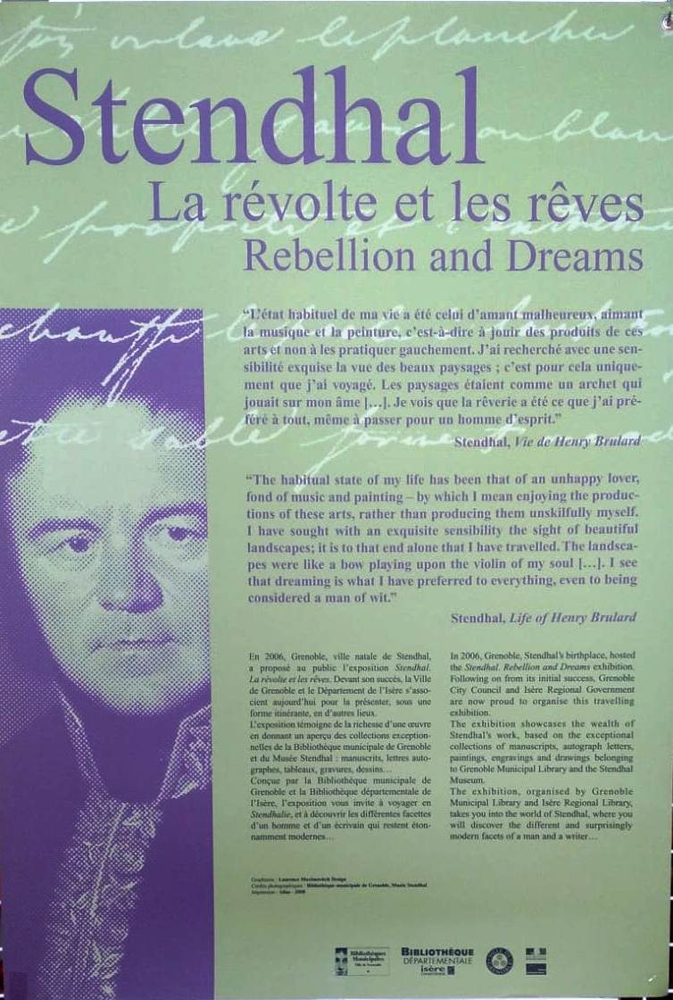 Stendhal
La révolte et les rêves
Rebellion and Dreams
“L'état habituel de ma vie a été celui d'amant malheureux, aimant
la musique et la peinture, c'est-à-dire à jouir des produits de ces
arts et non à les pratiquer gauchement. J'ai recherché avec une sen-
sibilité exquise la vue des beaux paysages ; c'est pour cela unique-
ment que j'ai voyagé. Les paysages étaient comme un archet qui
jouait sur mon âme [...]. Je vois que la rêverie a été ce que j'ai pré-
féré à tout, même à passer pour un homme d'esprit.”
Stendhal, Vie de Henry Brulard
“The habitual state of my life has been that of an unhappy lover,
fond of music and painting – by which I mean enjoying the produc-
tions of these arts, rather than producing them unskilfully myself.
I have sought with an exquisite sensibility the sight of beautiful
landscapes; it is to that end alone that I have travelled. The landsca-
pes were like a bow playing upon the violin of my soul [...]. I see
that dreaming is what I have preferred to everything, even to being
considered a man of wit.”
Stendhal, Life of Henry Brulard
En 2006, Grenoble, ville natale de Stendhal,
a proposé au public l'exposition Stendhal.
La révolte et les rêves. Devant son succès, la Ville
de Grenoble et le Département de l'Isère s'asso-
cient aujourd'hui pour la présenter, sous une
forme itinérante, en d'autres lieux.
L'exposition témoigne de la richesse d'une œuvre
en donnant un aperçu des collections exception-
nelles de la Bibliothèque municipale de Grenoble
et du Musée Stendhal : manuscrits, lettres auto-
graphes, tableaux, gravures, dessins...
Conçue par la Bibliothèque municipale de
Grenoble et la Bibliothèque départementale de
l'Isère, l'exposition vous invite à voyager en
Stendhalie, et à découvrir les différentes facettes
d'un homme et d'un écrivain qui restent éton-
namment modernes...
In 2006, Grenoble, Stendhal's birthplace, hosted
the Stendhal. Rebellion and Dreams exhibition.
Following on from its initial success, Grenoble
City Council and Isère Regional Government
are now proud to organise this travelling
exhibition.
The exhibition showcases the wealth of
Stendhal's work, based on the exceptional
collections of manuscripts, autograph letters,
paintings, engravings and drawings belonging
to Grenoble Municipal Library and the Stendhal
Museum.
The exhibition, organised by Grenoble
Municipal Library and Isère Regional Library,
takes you into the world of Stendhal, where you
will discover the different and surprisingly
modern facets of a man and a writer...
Graphisme : Laurence Design
Crédits photographiques : Bibliothèque municipale de Grenoble, Musée Stendhal
Impression : - 2008
Bibliothèques
Municipales
Ville de Grenoble
BIBLIOTHÈQUE
DÉPARTEMENTALE
isère